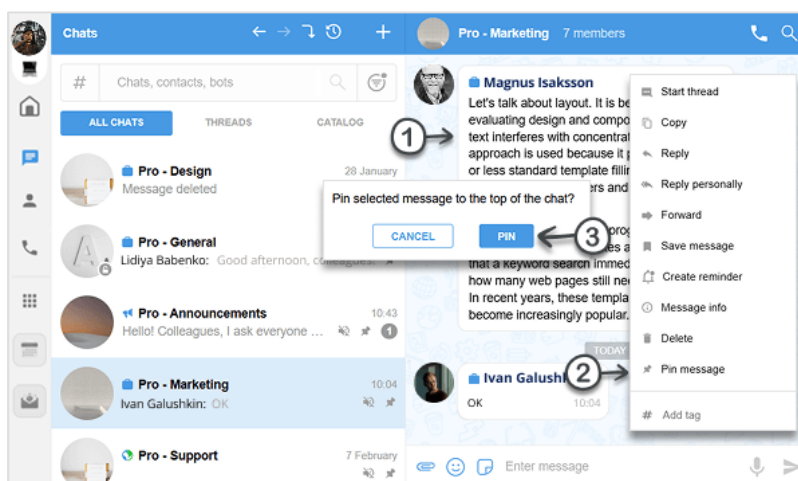 Chats
Chats, contacts, bots
ALL CHATS THREADS CATALOG
Pro - Design 28 January
Message deleted
Pro - General
Lidiya Babenko: Good afternoon, colleagues!
Pro - Announcements 10:43
Hello! Colleagues, I ask everyone ... 1
Pro - Marketing 10:04
Ivan Galushkin: OK
Pro - Support 7 February
Pro - Marketing 7 members
Magnus Isaksson
Let's talk about layout. It is be
evaluating design and compo
text interferes with concentrat
approach is used because it p
or less standard template fillin
ers and
prog
es a
that a keyword search immed
how many web pages still nee
In recent years, these templa
become increasingly popular.
TODAY
Ivan Galush
OK 10:04
Enter message
Start thread
Copy
Reply
Reply personally
Forward
Save message
Create reminder
Message info
Delete
Pin message
# Add tag
Pin selected message to the top of the chat?
CANCEL PIN
1
2
3